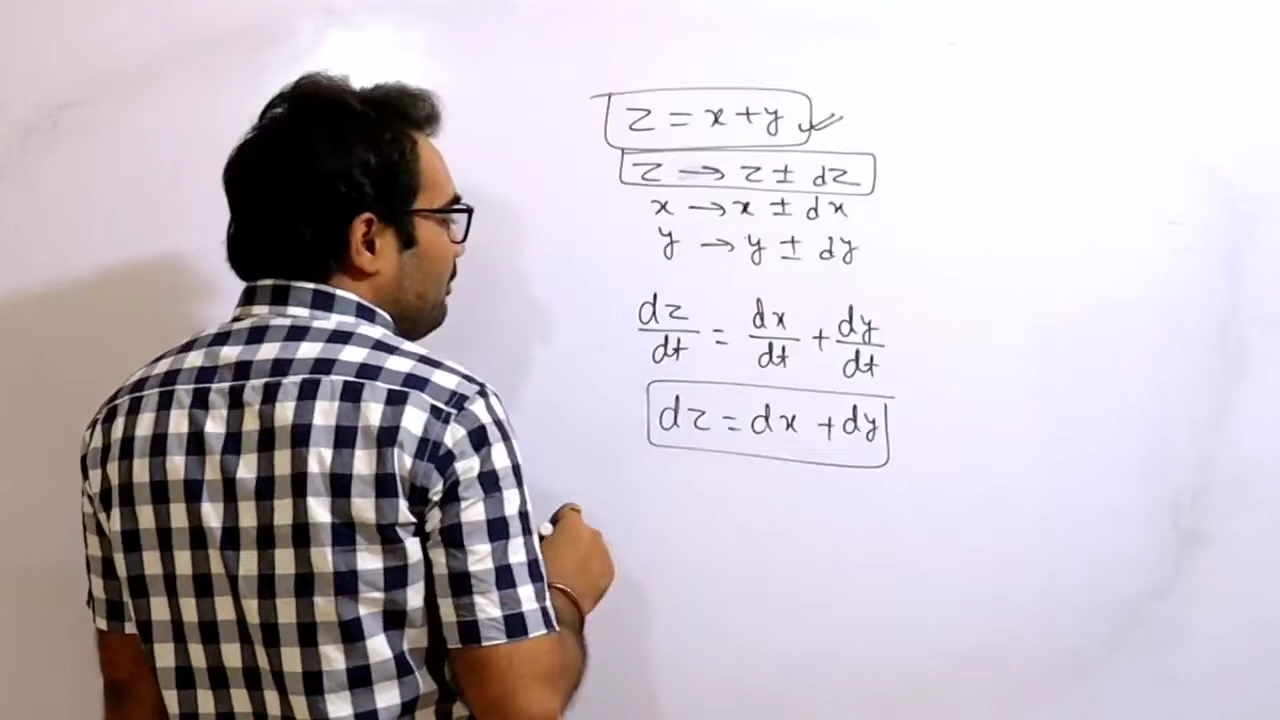 z = x + y
z → z ± dz
x → x ± dx
y → y ± dy
dz/dt = dx/dt + dy/dt
dz = dx + dy